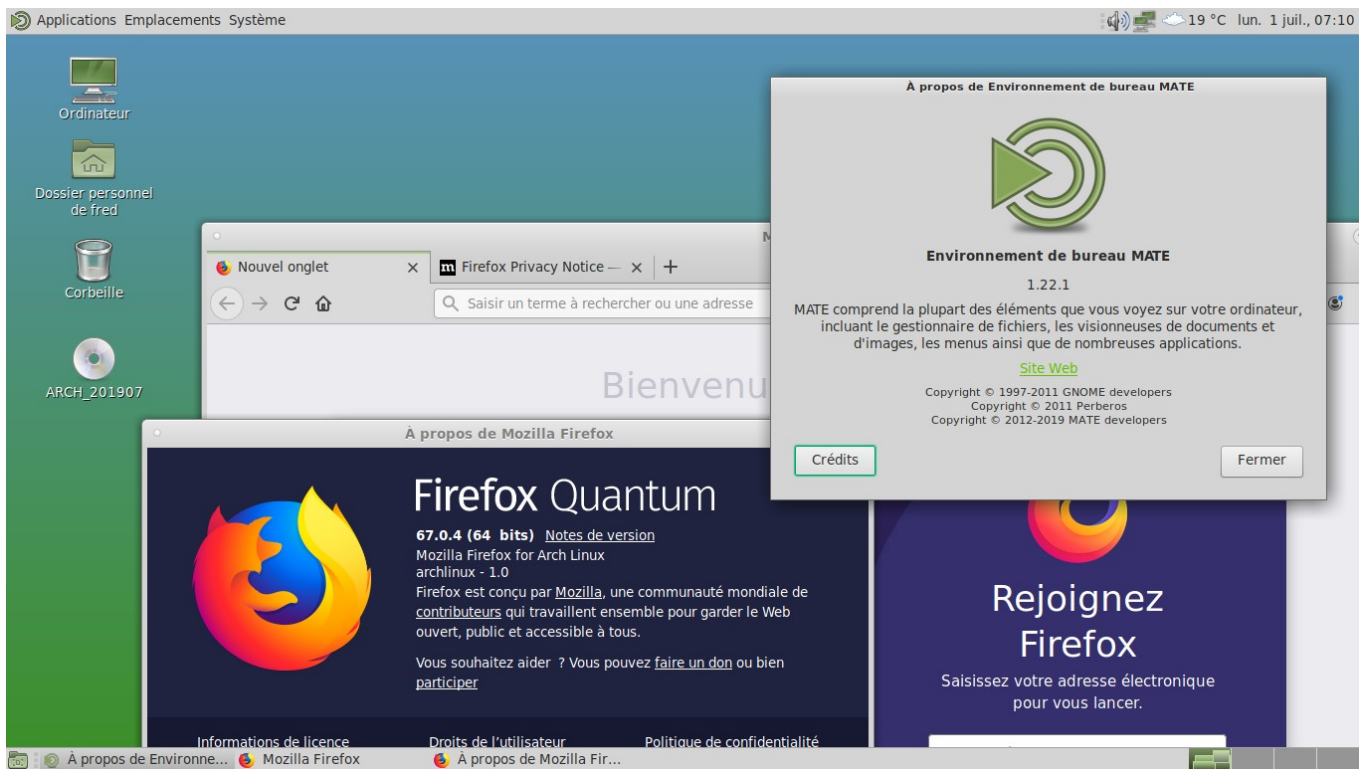 Applications Emplacements Système
19 °C lun. 1 juil., 07:10
Ordinateur
Dossier personnel
de fred
Corbeille
ARCH_201907
À propos de Environnement de bureau MATE
Environnement de bureau MATE
1.22.1
MATE comprend la plupart des éléments que vous voyez sur votre ordinateur,
incluant le gestionnaire de fichiers, les visionneuses de documents et
d'images, les menus ainsi que de nombreuses applications.
Site Web
Copyright © 1997-2011 GNOME developers
Copyright © 2011 Perberos
Copyright © 2012-2019 MATE developers
Crédits
Fermer
Nouvel onglet
Firefox Privacy Notice —
Saisir un terme à rechercher ou une adresse
Bienvenu
À propos de Mozilla Firefox
Firefox Quantum
67.0.4 (64 bits) Notes de version
Mozilla Firefox for Arch Linux
archlinux - 1.0
Firefox est conçu par Mozilla, une communauté mondiale de
contributeurs qui travaillent ensemble pour garder le Web
ouvert, public et accessible à tous.
Vous souhaitez aider ? Vous pouvez faire un don ou bien
participer
Informations de licence
Droits de l’utilisateur
Politique de confidentialité
Rejoignez
Firefox
Saisissez votre adresse électronique
pour vous lancer.
À propos de Environne...
Mozilla Firefox
À propos de Mozilla Fir...